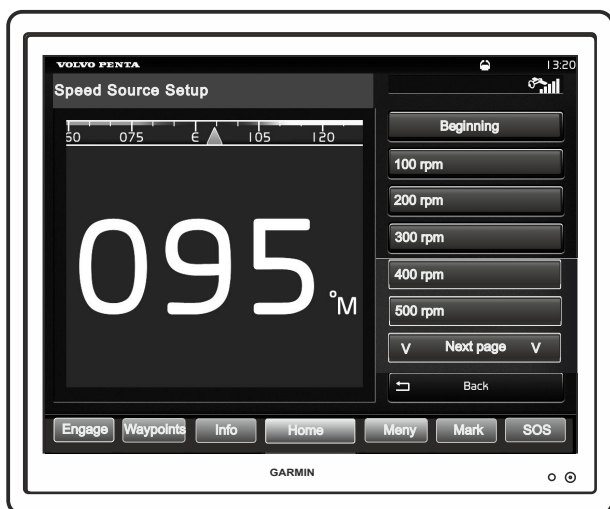 VOLVO PENTA 13:20
Speed Source Setup
60 075 E 105 120
095 °M
Beginning
100 rpm
200 rpm
300 rpm
400 rpm
500 rpm
V Next page V
Back
Engage Waypoints Info Home Meny Mark SOS
GARMIN